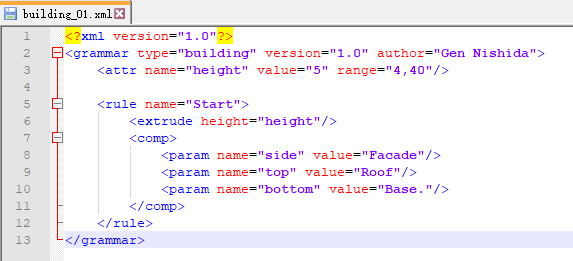 building_01.xml
1 <?xml version="1.0"?>
2 <grammar type="building" version="1.0" author="Gen Nishida">
3 <attr name="height" value="5" range="4,40"/>
4
5 <rule name="Start">
6 <extrude height="height"/>
7 <comp>
8 <param name="side" value="Facade"/>
9 <param name="top" value="Roof"/>
10 <param name="bottom" value="Base."/>
11 </comp>
12 </rule>
13 </grammar>